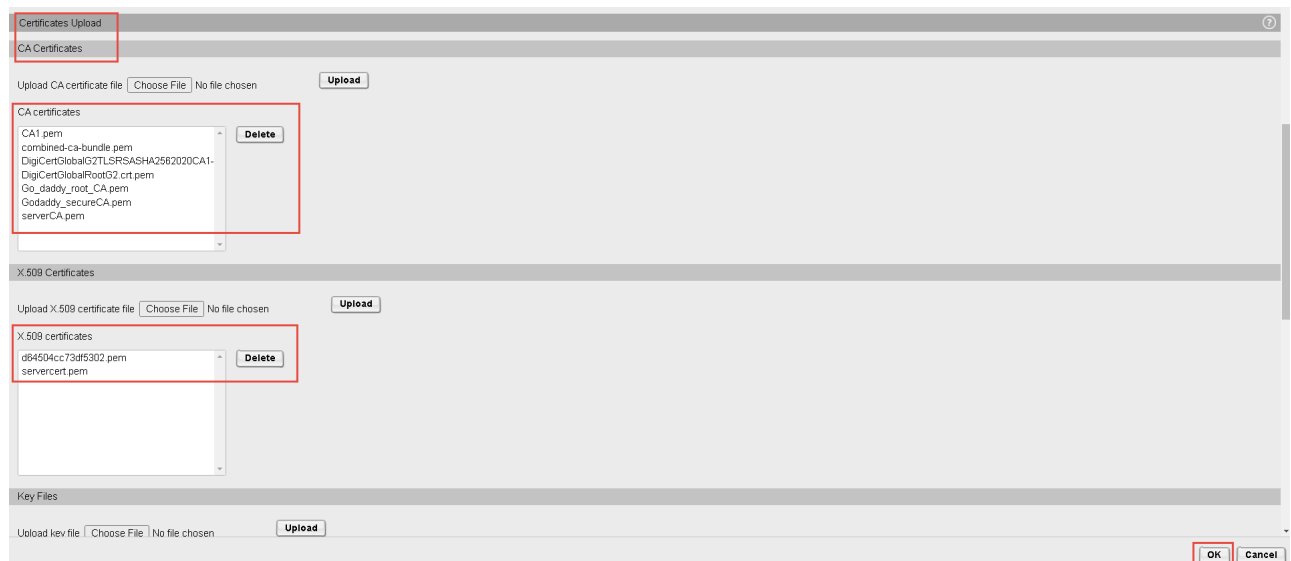 Certificates Upload
CA Certificates
Upload CA certificate file Choose File No file chosen Upload
CA certificates
CA1.pem Delete
combined-ca-bundle.pem
DigiCertGlobalG2TLSRSASHA2562020CA1-
DigiCertGlobalRootG2.crt.pem
Go_daddy_root_CA.pem
Godaddy_secureCA.pem
serverCA.pem
X.509 Certificates
Upload X.509 certificate file Choose File No file chosen Upload
X.509 certificates
d64504cc73df5302.pem Delete
servercert.pem
Key Files
Upload key file Choose File No file chosen Upload
OK Cancel